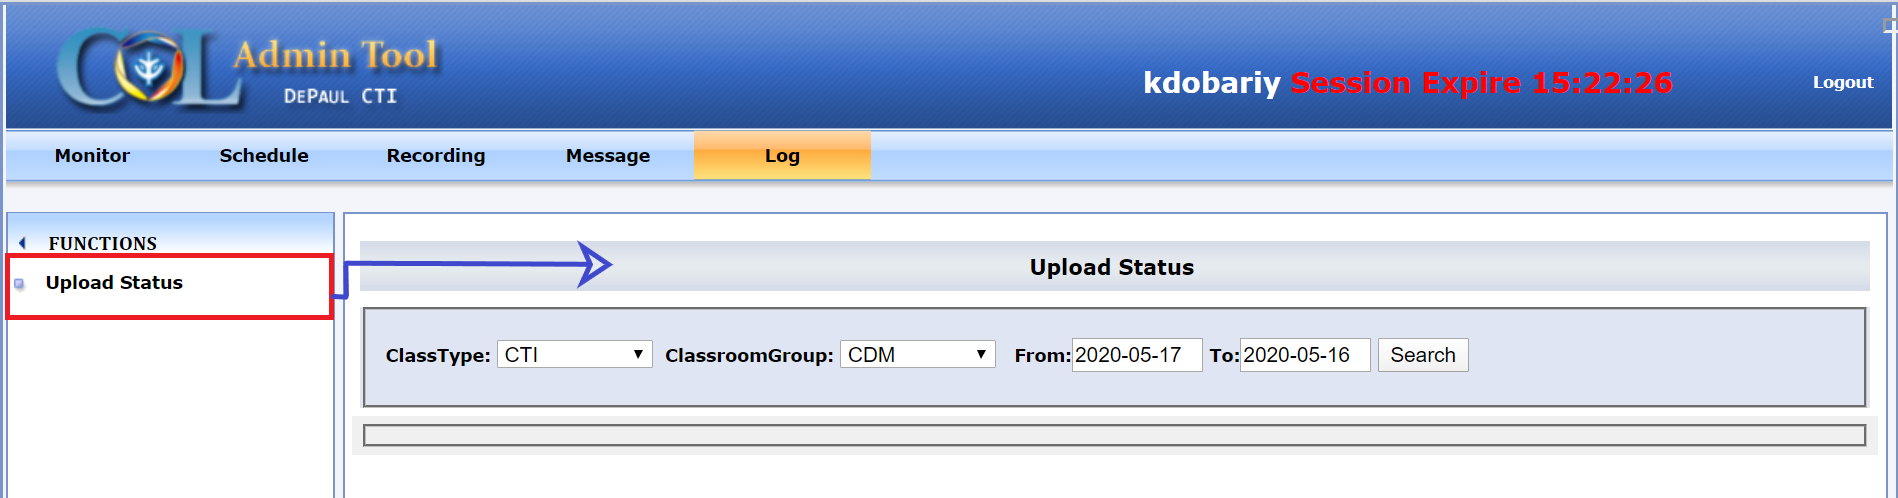 COL Admin Tool
DePaul CTI
kdobariy Session Expire 15:22:26
Logout
Monitor Schedule Recording Message Log
FUNCTIONS
Upload Status
Upload Status
ClassType: CTI ClassroomGroup: CDM From: 2020-05-17 To: 2020-05-16 Search